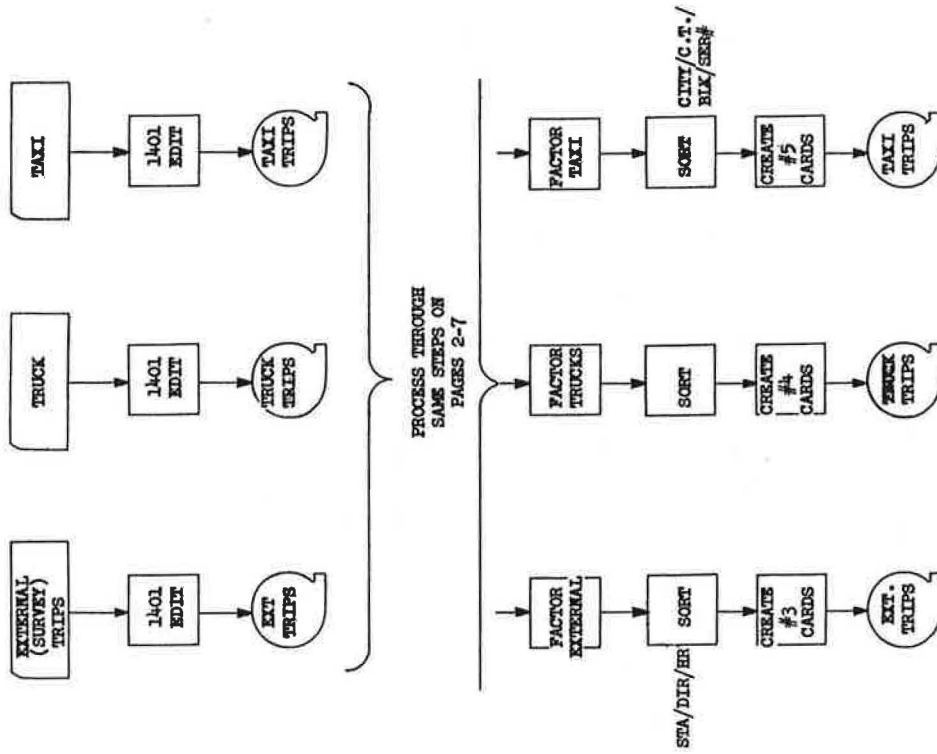 EXTERNAL
(SURVEY)
TRIPS
TRUCK
TAXI
1401
EDIT
1401
EDIT
1401
EDIT
EXT
TRIPS
TRUCK
TRIPS
TAXI
TRIPS
PROCESS THROUGH
SAME STEPS ON
PAGES 2-7
FACTOR
EXTERNAL
FACTOR
TRUCKS
FACTOR
TAXI
STA/DIR/HR
SORT
SORT
SORT
CITY/C.T./
BLK/SER#
CREATE
#3
CARDS
CREATE
#4
CARDS
CREATE
#5
CARDS
EXT.
TRIPS
TRUCK
TRIPS
TAXI
TRIPS